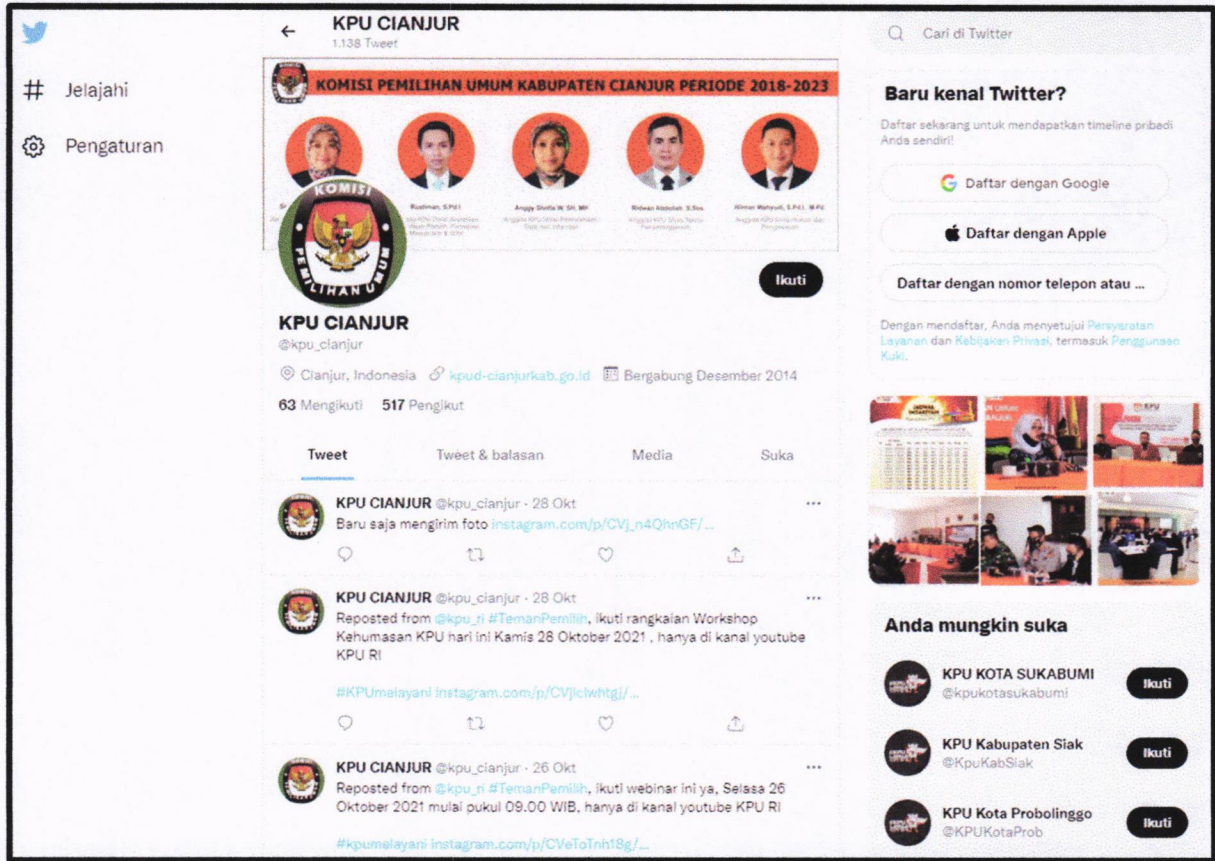 KPU CIANJUR
1.138 Tweet
Cari di Twitter
Jelajahi
Pengaturan
KOMISI PEMILIHAN UMUM KABUPATEN CIANJUR PERIODE 2018-2023
Rustiman, S.Pd.I
Anggy Shofia W, SH, MH
Ridwan Abdullah, S.Sos
Hilman Wahyudi, S.Pd.I., M.Pd
KOMISI PEMILIHAN UMUM
Ikuti
KPU CIANJUR
@kpu_cianjur
Cianjur, Indonesia kpud-cianjurkab.go.id Bergabung Desember 2014
63 Mengikuti 517 Pengikut
Tweet Tweet & balasan Media Suka
KPU CIANJUR @kpu_cianjur · 28 Okt
Baru saja mengirim foto instagram.com/p/CVj_n4QhnGF/...
KPU CIANJUR @kpu_cianjur · 28 Okt
Reposted from @kpu_ri #TemanPemilih, ikuti rangkaian Workshop
Kehumasan KPU hari ini Kamis 28 Oktober 2021 , hanya di kanal youtube
KPU RI
#KPUmelayani instagram.com/p/CVjlclwhtgj/...
KPU CIANJUR @kpu_cianjur · 26 Okt
Reposted from @kpu_ri #TemanPemilih, ikuti webinar ini ya, Selasa 26
Oktober 2021 mulai pukul 09.00 WIB, hanya di kanal youtube KPU RI
#kpumelayani instagram.com/p/CVeToTnh18g/...
Baru kenal Twitter?
Daftar sekarang untuk mendapatkan timeline pribadi
Anda sendiri!
Daftar dengan Google
Daftar dengan Apple
Daftar dengan nomor telepon atau ...
Dengan mendaftar, Anda menyetujui Persyaratan
Layanan dan Kebijakan Privasi, termasuk Penggunaan
Kuki.
Anda mungkin suka
KPU KOTA SUKABUMI
@kpukotasukabumi
Ikuti
KPU Kabupaten Siak
@KpuKabSiak
Ikuti
KPU Kota Probolinggo
@KPUKotaProb
Ikuti